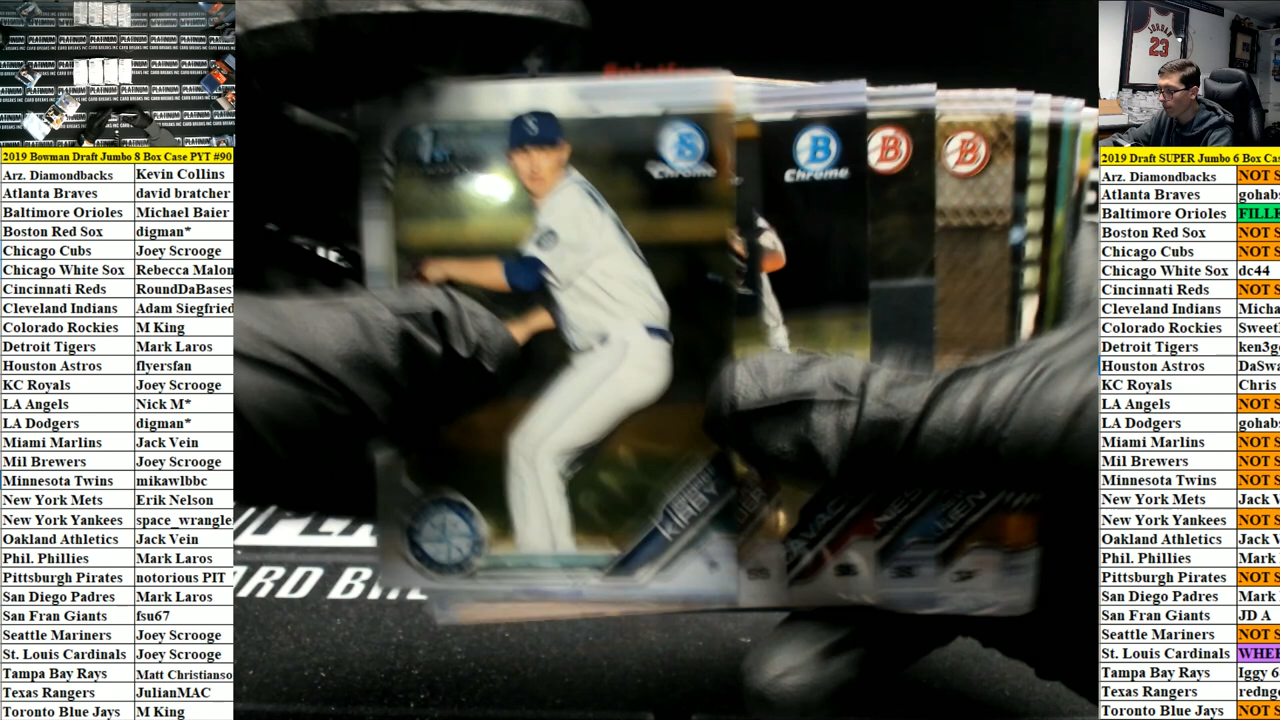 2019 Bowman Draft Jumbo 8 Box Case PYT #90
Arz. Diamondbacks Kevin Collins
Atlanta Braves david bratcher
Baltimore Orioles Michael Baier
Boston Red Sox digman*
Chicago Cubs Joey Scrooge
Chicago White Sox Rebecca Malon
Cincinnati Reds RoundDaBases
Cleveland Indians Adam Siegfried
Colorado Rockies M King
Detroit Tigers Mark Laros
Houston Astros flyersfan
KC Royals Joey Scrooge
LA Angels Nick M*
LA Dodgers digman*
Miami Marlins Jack Vein
Mil Brewers Joey Scrooge
Minnesota Twins mikawlbbc
New York Mets Erik Nelson
New York Yankees space_wrangle
Oakland Athletics Jack Vein
Phil. Phillies Mark Laros
Pittsburgh Pirates notorious PIT
San Diego Padres Mark Laros
San Fran Giants fsu67
Seattle Mariners Joey Scrooge
St. Louis Cardinals Joey Scrooge
Tampa Bay Rays Matt Christianso
Texas Rangers JulianMAC
Toronto Blue Jays M King
Chrome
B
Chrome
B
B
JORDAN
23
2019 Draft SUPER Jumbo 6 Box Cas
Arz. Diamondbacks NOT S
Atlanta Braves gohabs
Baltimore Orioles FILLE
Boston Red Sox NOT S
Chicago Cubs NOT S
Chicago White Sox dc44
Cincinnati Reds NOT S
Cleveland Indians Micha
Colorado Rockies Sweet
Detroit Tigers ken3g
Houston Astros DaSwa
KC Royals Chris
LA Angels NOT S
LA Dodgers gohabs
Miami Marlins NOT S
Mil Brewers NOT S
Minnesota Twins NOT S
New York Mets Jack V
New York Yankees NOT S
Oakland Athletics Jack V
Phil. Phillies Mark
Pittsburgh Pirates NOT S
San Diego Padres Mark
San Fran Giants JD A
Seattle Mariners NOT S
St. Louis Cardinals WHEE
Tampa Bay Rays Iggy 6
Texas Rangers redng
Toronto Blue Jays NOT S